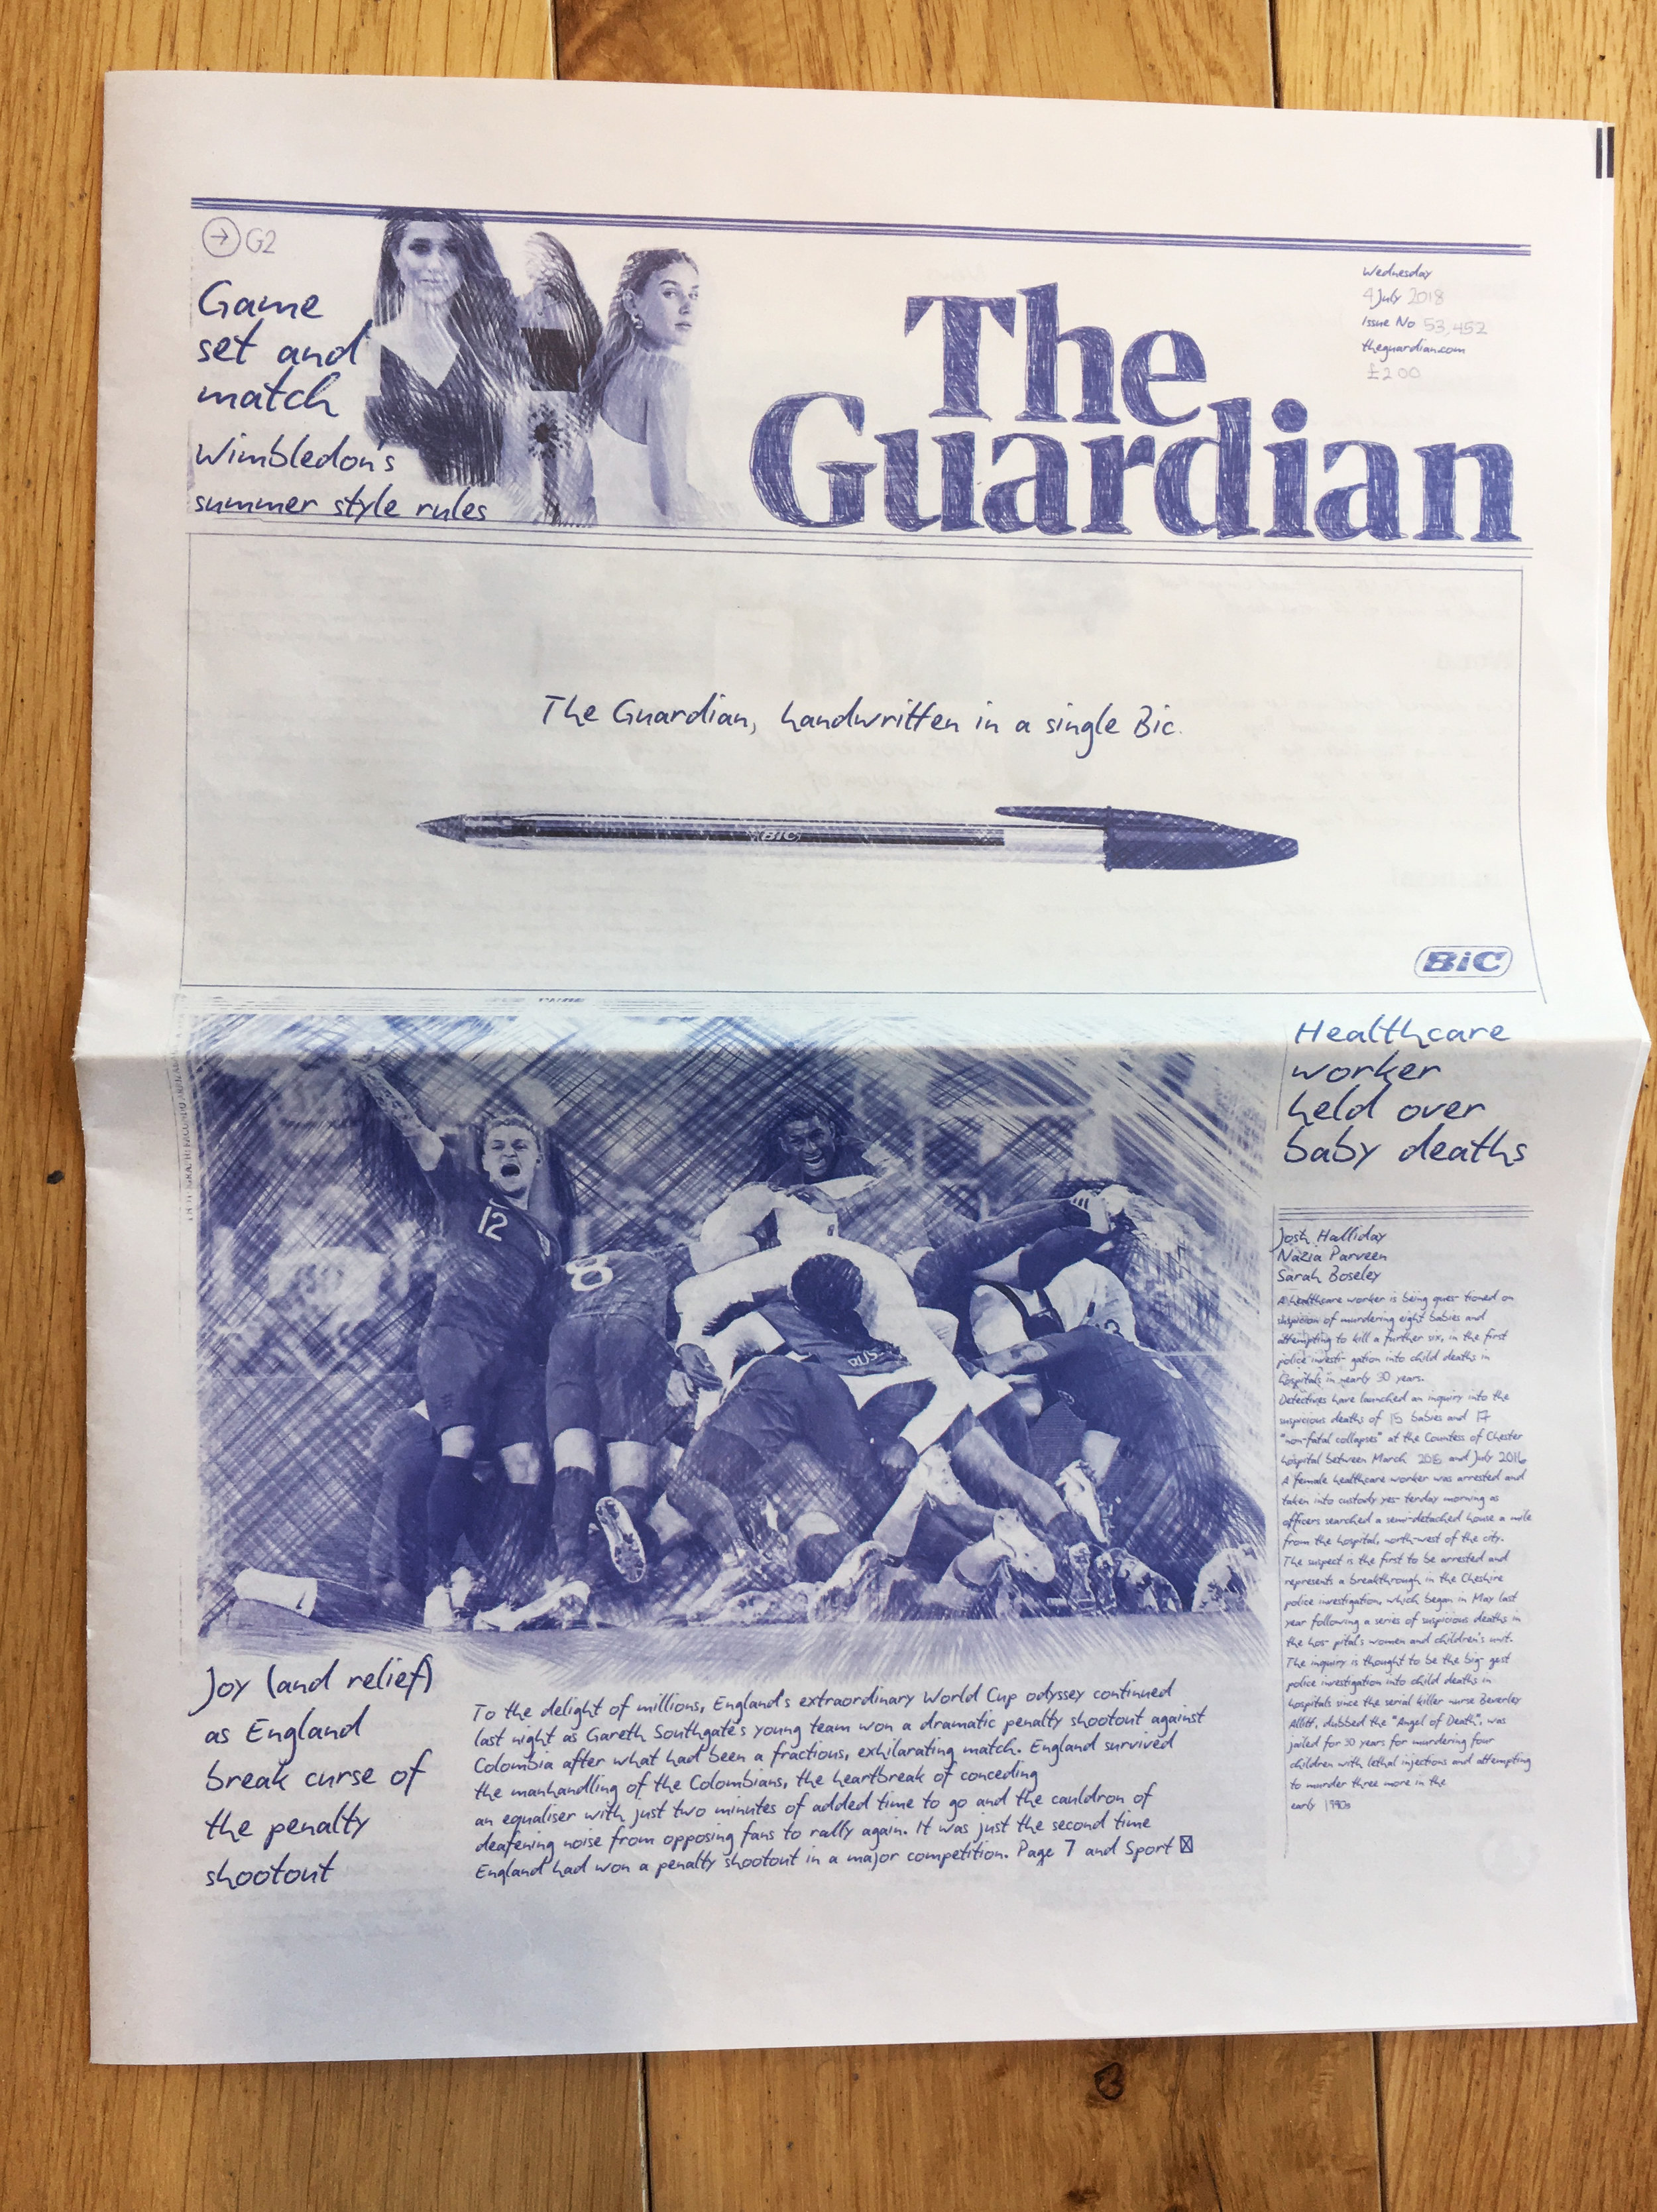 G2
Game
set and
match
Wimbledon's
summer style rules
The
Guardian
Wednesday
4 July 2018
Issue No 53,452
theguardian.com
£2.00
The Guardian, handwritten in a single Bic.
BIC
BIC
12
8
RUS
3
Joy (and relief)
as England
break curse of
the penalty
shootout
To the delight of millions, England's extraordinary World Cup odyssey continued
last night as Gareth Southgate's young team won a dramatic penalty shootout against
Colombia after what had been a fractious, exhilarating match. England survived
the manhandling of the Colombians, the heartbreak of conceding
an equaliser with just two minutes of added time to go and the cauldron of
deafening noise from opposing fans to rally again. It was just the second time
England had won a penalty shootout in a major competition. Page 7 and Sport
Healthcare
worker
held over
baby deaths
Josh Halliday
Nazia Parveen
Sarah Boseley
A healthcare worker is being ques- tioned on
suspicion of murdering eight babies and
attempting to kill a further six, in the first
police investi- gation into child deaths in
hospitals in nearly 30 years.
Detectives have launched an inquiry into the
suspicious deaths of 15 babies and 17
"non-fatal collapses" at the Countess of Chester
hospital between March 2015 and July 2016
A female healthcare worker was arrested and
taken into custody yes- terday morning as
officers searched a semi-detached house a mile
from the hospital, north-west of the city.
The suspect is the first to be arrested and
represents a breakthrough in the Cheshire
police investigation, which began in May last
year following a series of suspicious deaths in
the hos- pital's women and children's unit.
The inquiry is thought to be the big- gest
police investigation into child deaths in
hospitals since the serial killer nurse Beverley
Allitt, dubbed the "Angel of Death", was
jailed for 30 years for murdering four
children with lethal injections and attempting
to murder three more in the
early 1990s